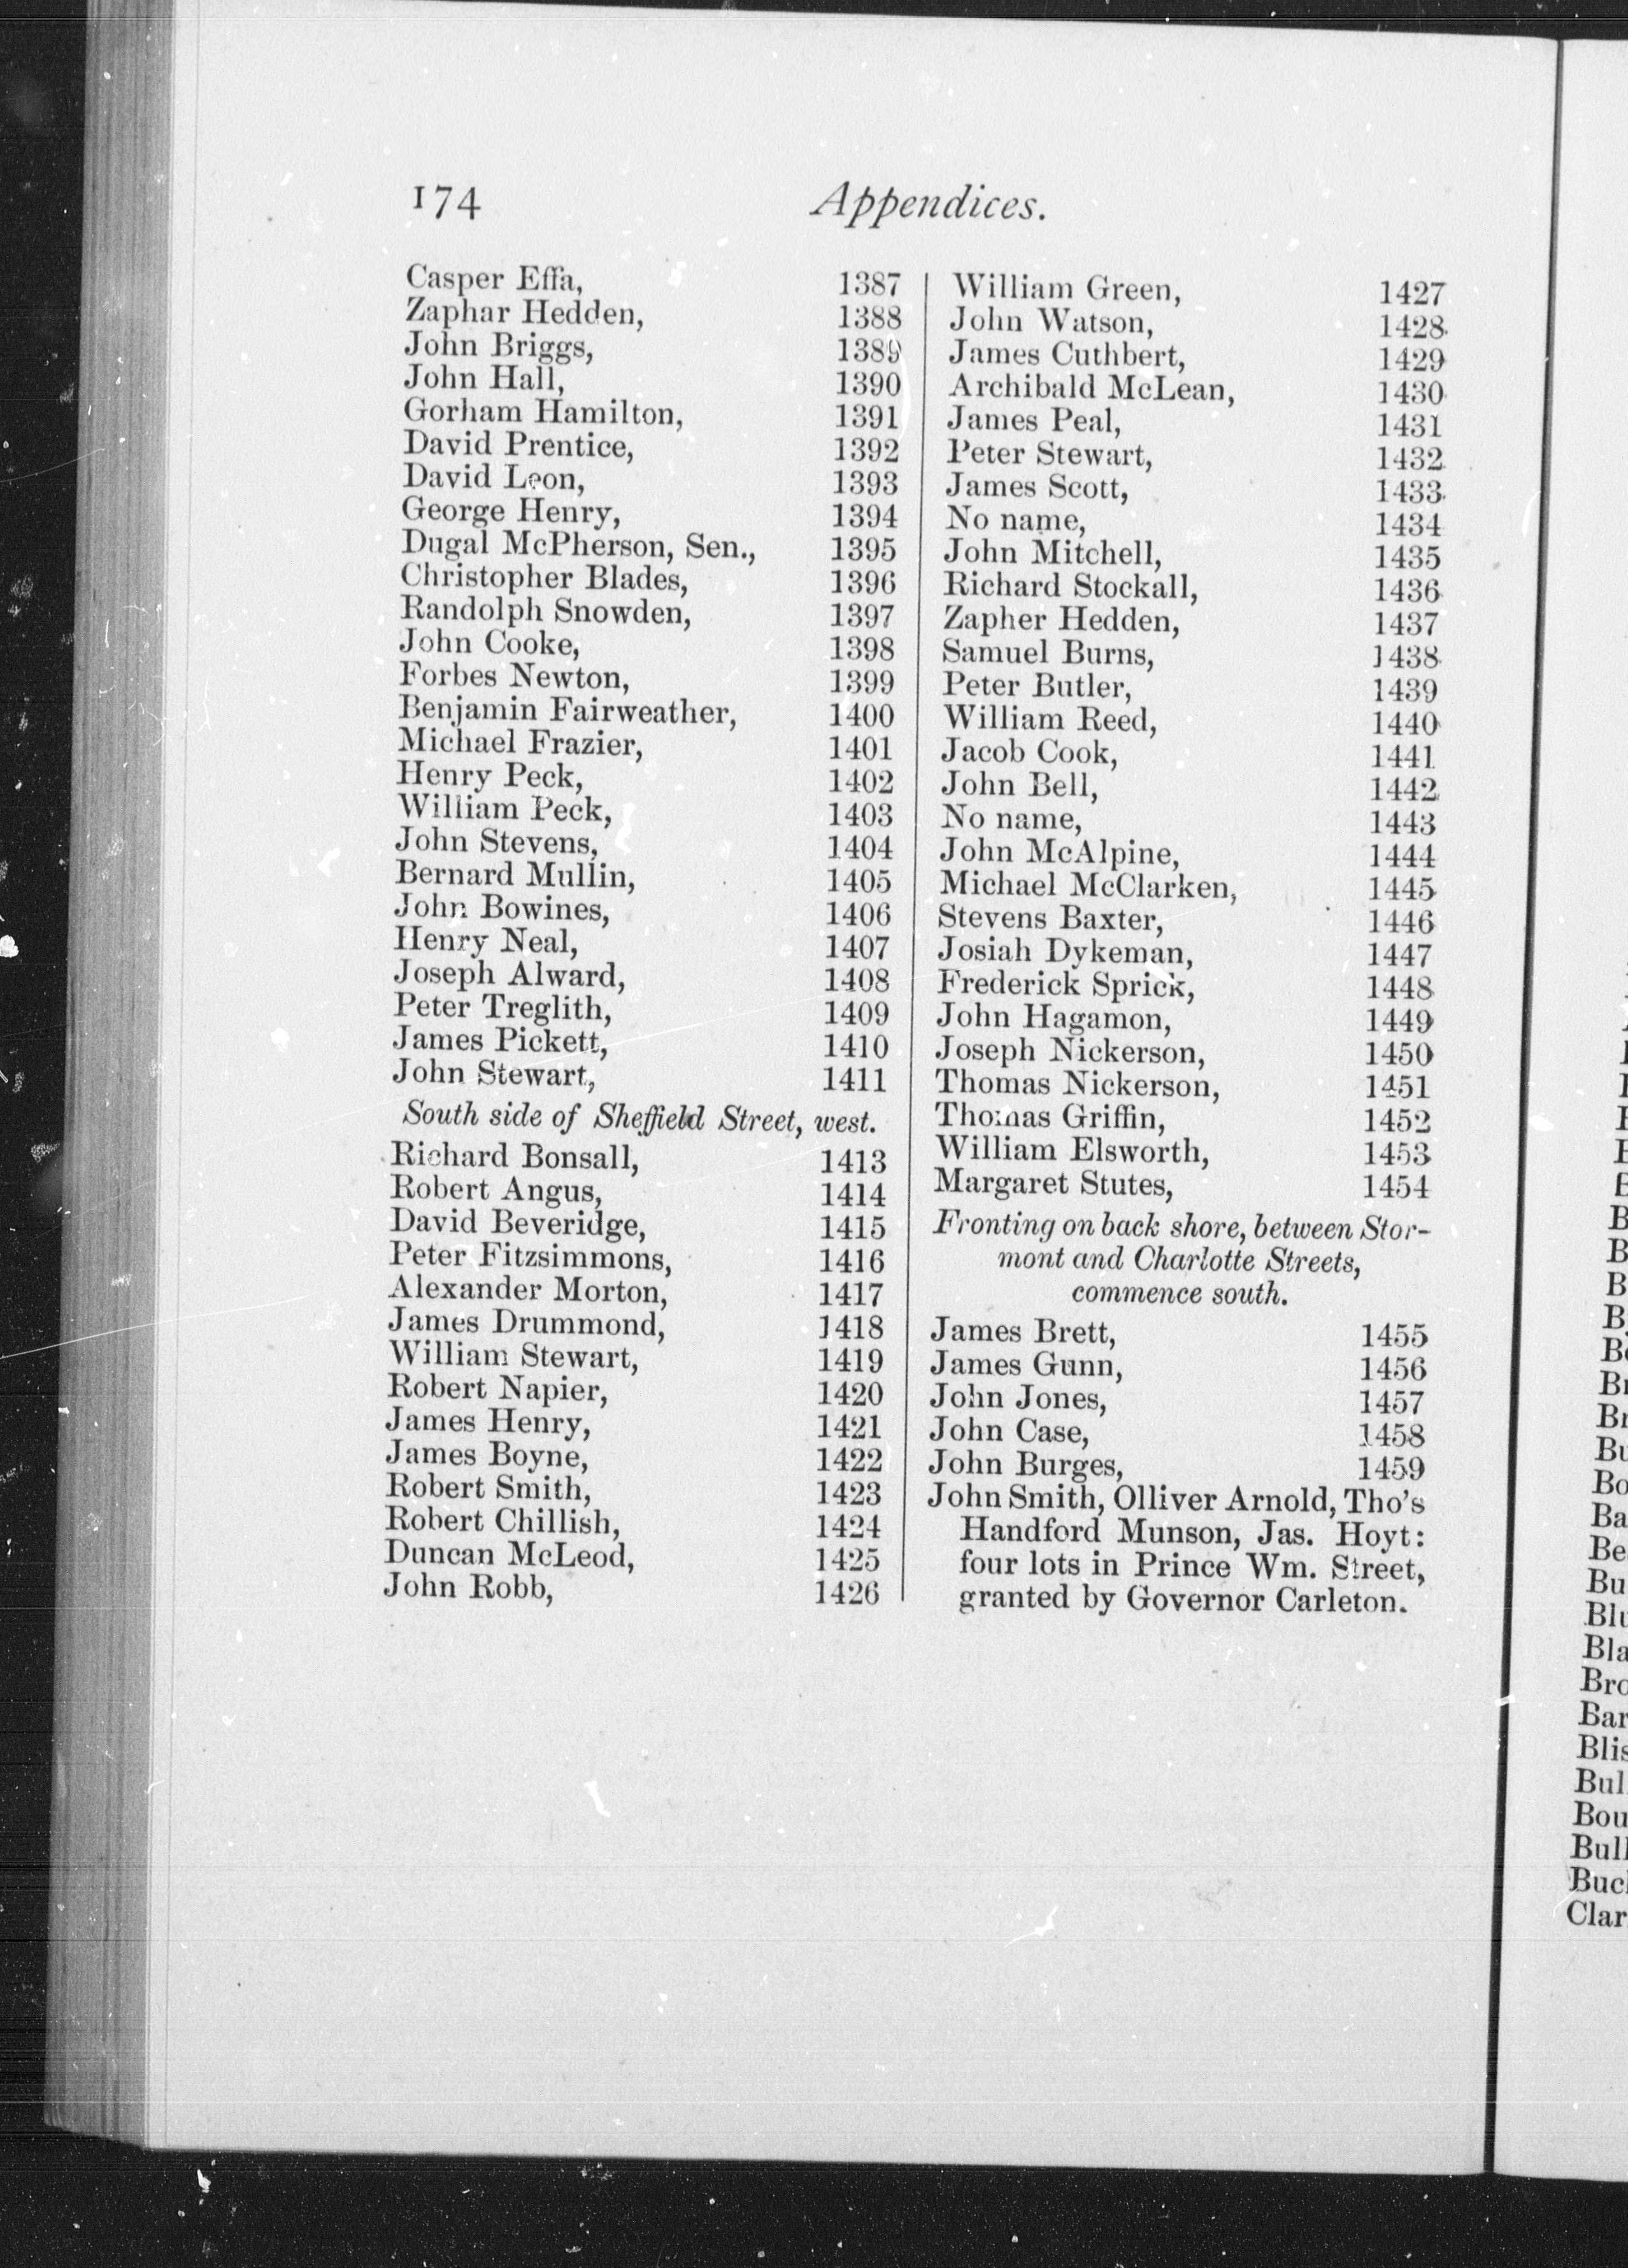 174 Appendices.
Casper Effa, 1387
Zaphar Hedden, 1388
John Briggs, 1389
John Hall, 1390
Gorham Hamilton, 1391
David Prentice, 1392
David Leon, 1393
George Henry, 1394
Dugal McPherson, Sen., 1395
Christopher Blades, 1396
Randolph Snowden, 1397
John Cooke, 1398
Forbes Newton, 1399
Benjamin Fairweather, 1400
Michael Frazier, 1401
Henry Peck, 1402
William Peck, 1403
John Stevens, 1404
Bernard Mullin, 1405
John Bowines, 1406
Henry Neal, 1407
Joseph Alward, 1408
Peter Treglith, 1409
James Pickett, 1410
John Stewart, 1411
South side of Sheffield Street, west.
Richard Bonsall, 1413
Robert Angus, 1414
David Beveridge, 1415
Peter Fitzsimmons, 1416
Alexander Morton, 1417
James Drummond, 1418
William Stewart, 1419
Robert Napier, 1420
James Henry, 1421
James Boyne, 1422
Robert Smith, 1423
Robert Chillish, 1424
Duncan McLeod, 1425
John Robb, 1426
William Green, 1427
John Watson, 1428
James Cuthbert, 1429
Archibald McLean, 1430
James Peal, 1431
Peter Stewart, 1432
James Scott, 1433
No name, 1434
John Mitchell, 1435
Richard Stockall, 1436
Zapher Hedden, 1437
Samuel Burns, 1438
Peter Butler, 1439
William Reed, 1440
Jacob Cook, 1441
John Bell, 1442
No name, 1443
John McAlpine, 1444
Michael McClarken, 1445
Stevens Baxter, 1446
Josiah Dykeman, 1447
Frederick Sprick, 1448
John Hagamon, 1449
Joseph Nickerson, 1450
Thomas Nickerson, 1451
Thomas Griffin, 1452
William Elsworth, 1453
Margaret Stutes, 1454
Fronting on back shore, between Stor-
mont and Charlotte Streets,
commence south.
James Brett, 1455
James Gunn, 1456
John Jones, 1457
John Case, 1458
John Burges, 1459
John Smith, Olliver Arnold, Tho's
Handford Munson, Jas. Hoyt:
four lots in Prince Wm. Street,
granted by Governor Carleton.